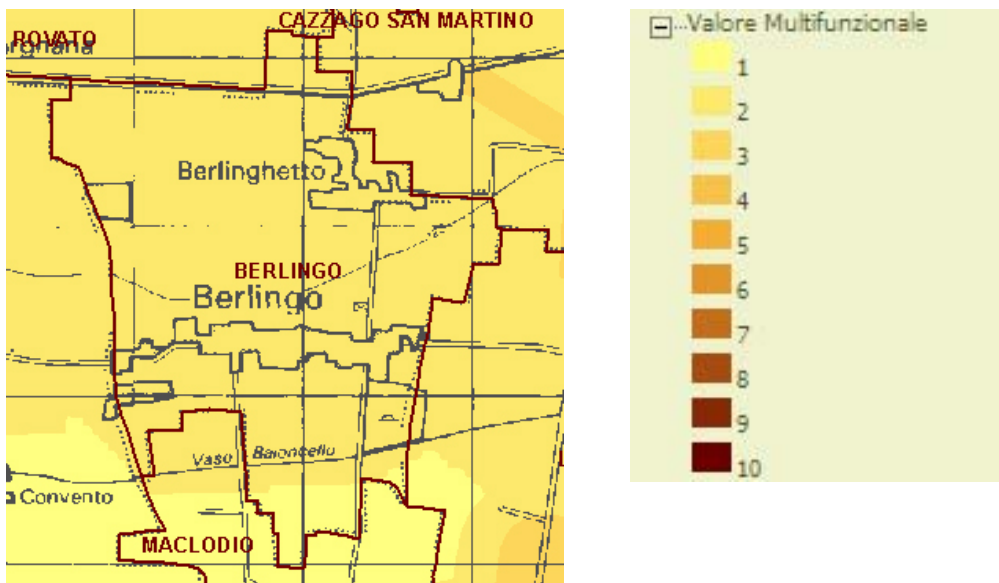 CAZZAGO SAN MARTINO
ROVATO
Berlinghetto
BERLINGO
Berlingo
Vaso Baioncello
Convento
MACLODIO
Valore Multifunzionale
1
2
3
4
5
6
7
8
9
10